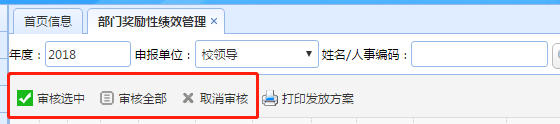 首页信息 部门奖励性绩效管理 ×
年度： 2018 申报单位： 校领导 姓名/人事编码：
审核选中 审核全部 取消审核 打印发放方案